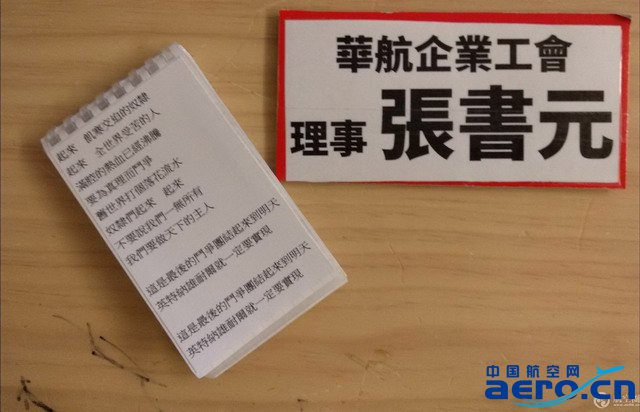 起來 飢寒交迫的奴隸
起來 全世界受苦的人
滿腔的熱血已經沸騰
要為真理而鬥爭
舊世界打個落花流水
奴隸們起來 起來
不要說我們一無所有
我們要做天下的主人
這是最後的鬥爭團結起來到明天
英特納雄耐爾就一定要實現
這是最後的鬥爭團結起來到明天
英特納雄耐爾就一定要實現
華航企業工會
理事 張書元
中国航空网
aero.cn